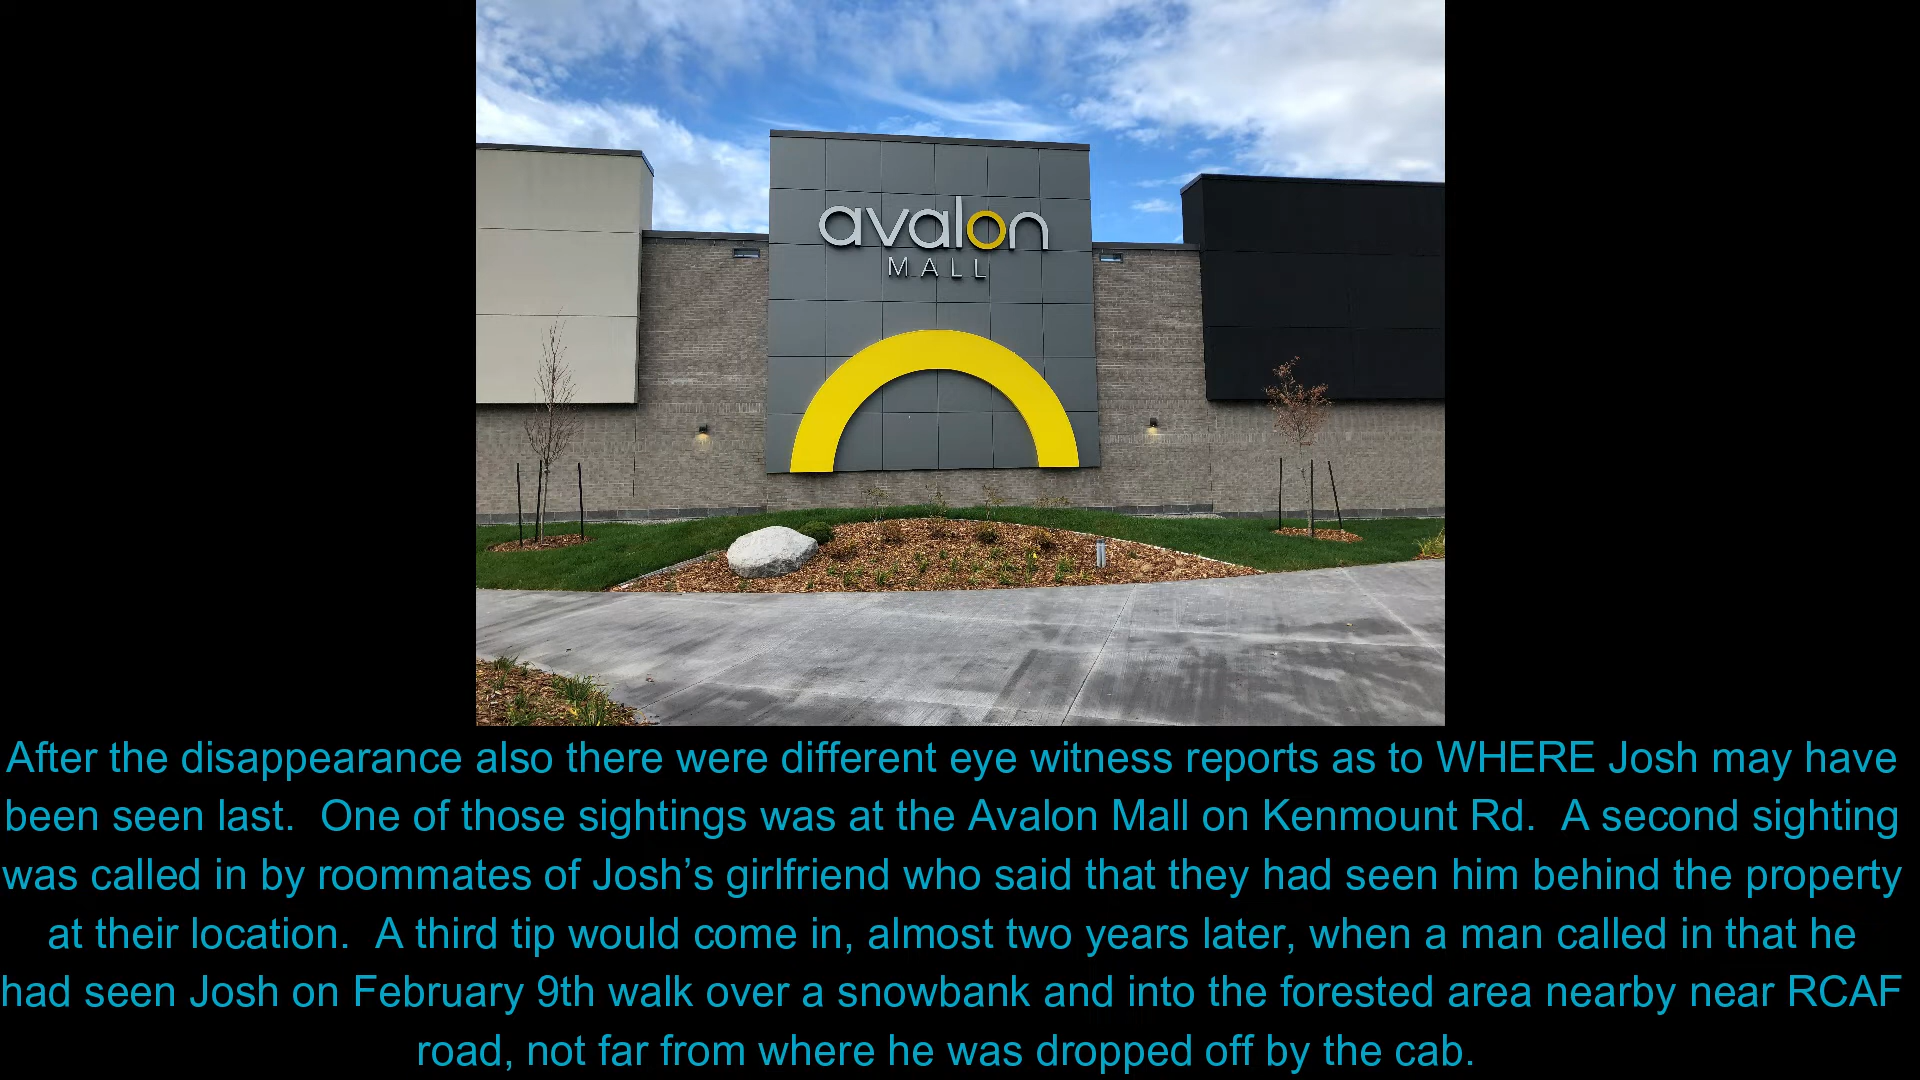 avalon
MALL
After the disappearance also there were different eye witness reports as to WHERE Josh may have
been seen last.  One of those sightings was at the Avalon Mall on Kenmount Rd.  A second sighting
was called in by roommates of Josh’s girlfriend who said that they had seen him behind the property
at their location.  A third tip would come in, almost two years later, when a man called in that he
had seen Josh on February 9th walk over a snowbank and into the forested area nearby near RCAF
road, not far from where he was dropped off by the cab.